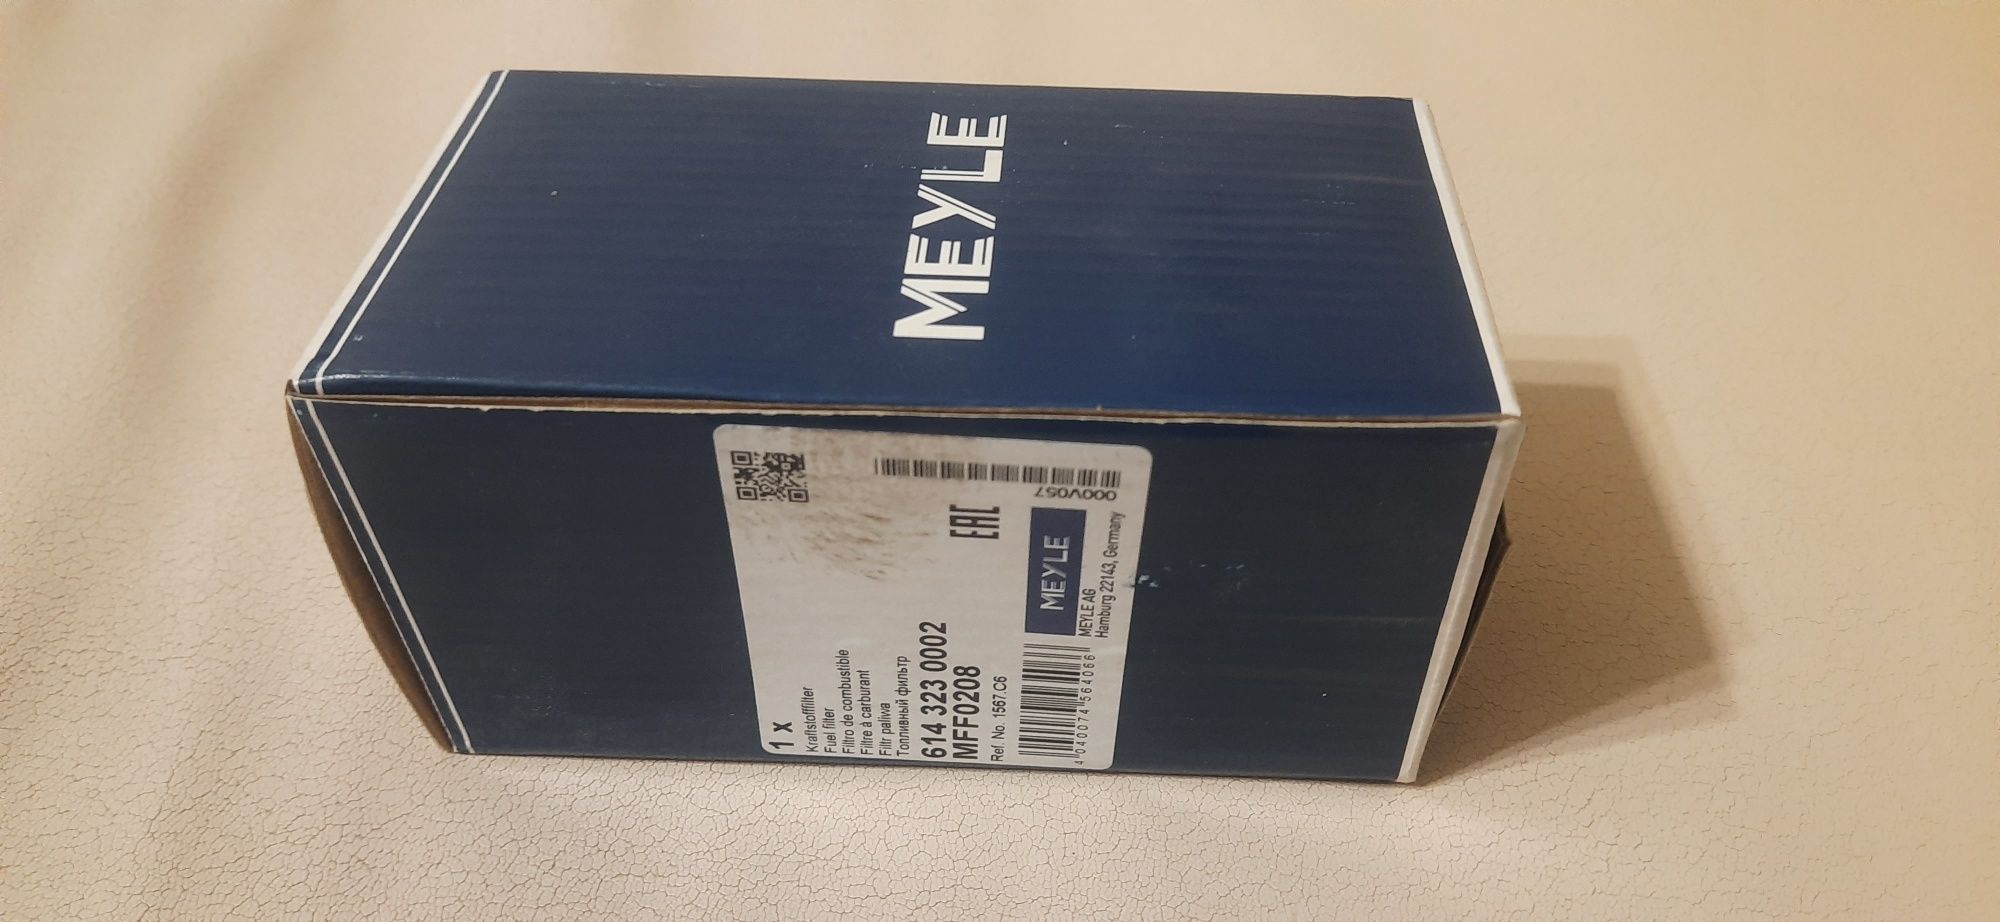 MEYLE
1 x
Kraftstofffilter
Fuel filter
Filtro de combustible
Filtre à carburant
Filtr paliwa
Топливный фильтр
614 323 0002
MFF0208
Ref. No. 1567.C6
4 040074 564066
EAC
000V057
MEYLE
MEYLE AG
Hamburg 22143, Germany